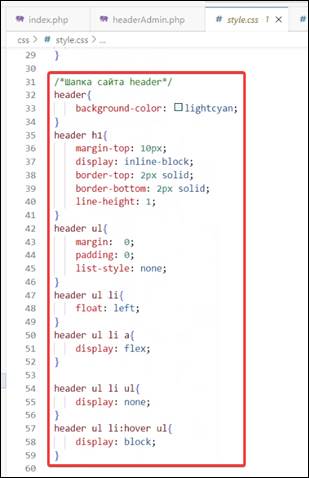 index.php
headerAdmin.php
style.css · 1
css > style.css > ...
29 }
30
31 /*Шапка сайта header*/
32 header{
33 background-color: lightcyan;
34 }
35 header h1{
36 margin-top: 10px;
37 display: inline-block;
38 border-top: 2px solid;
39 border-bottom: 2px solid;
40 line-height: 1;
41 }
42 header ul{
43 margin: 0;
44 padding: 0;
45 list-style: none;
46 }
47 header ul li{
48 float: left;
49 }
50 header ul li a{
51 display: flex;
52 }
53
54 header ul li ul{
55 display: none;
56 }
57 header ul li:hover ul{
58 display: block;
59 }
60